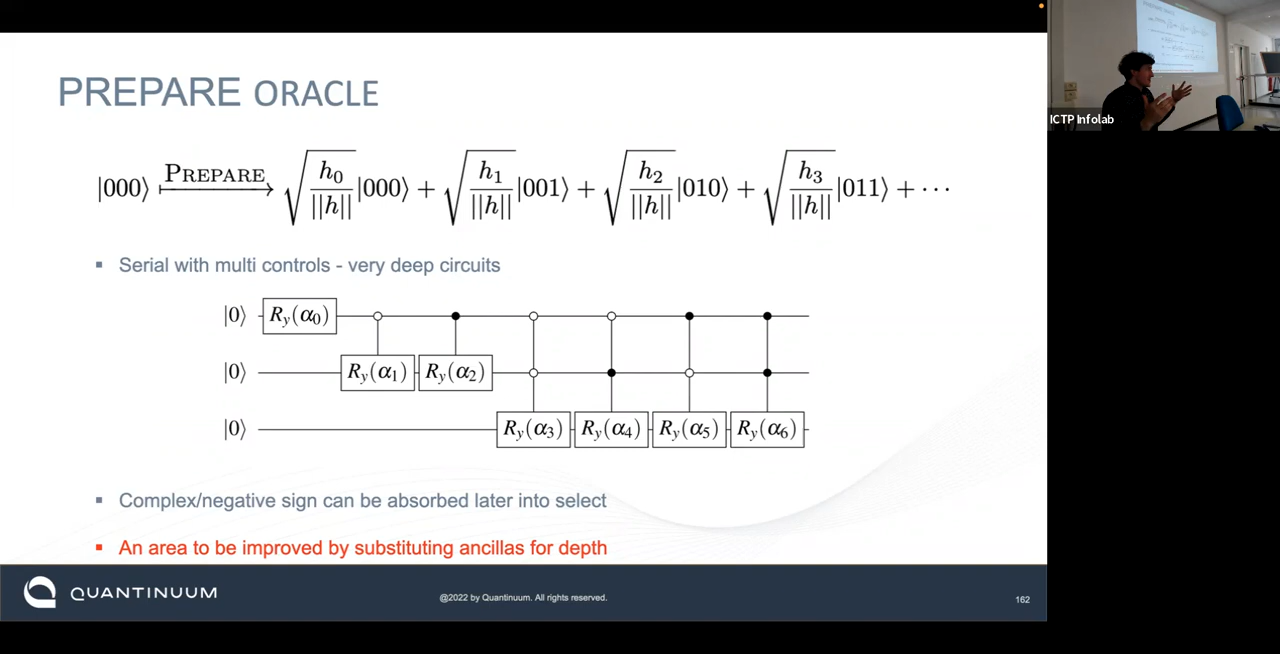 PREPARE ORACLE
|000⟩ PREPARE √(h₀/||h||) |000⟩ + √(h₁/||h||) |001⟩ + √(h₂/||h||) |010⟩ + √(h₃/||h||) |011⟩ + ···
▪ Serial with multi controls - very deep circuits
|0⟩ Ry(α₀)
|0⟩ Ry(α₁) Ry(α₂)
|0⟩ Ry(α₃) Ry(α₄) Ry(α₅) Ry(α₆)
▪ Complex/negative sign can be absorbed later into select
▪ An area to be improved by substituting ancillas for depth
QUANTINUUM
@2022 by Quantinuum. All rights reserved.
162
ICTP Infolab